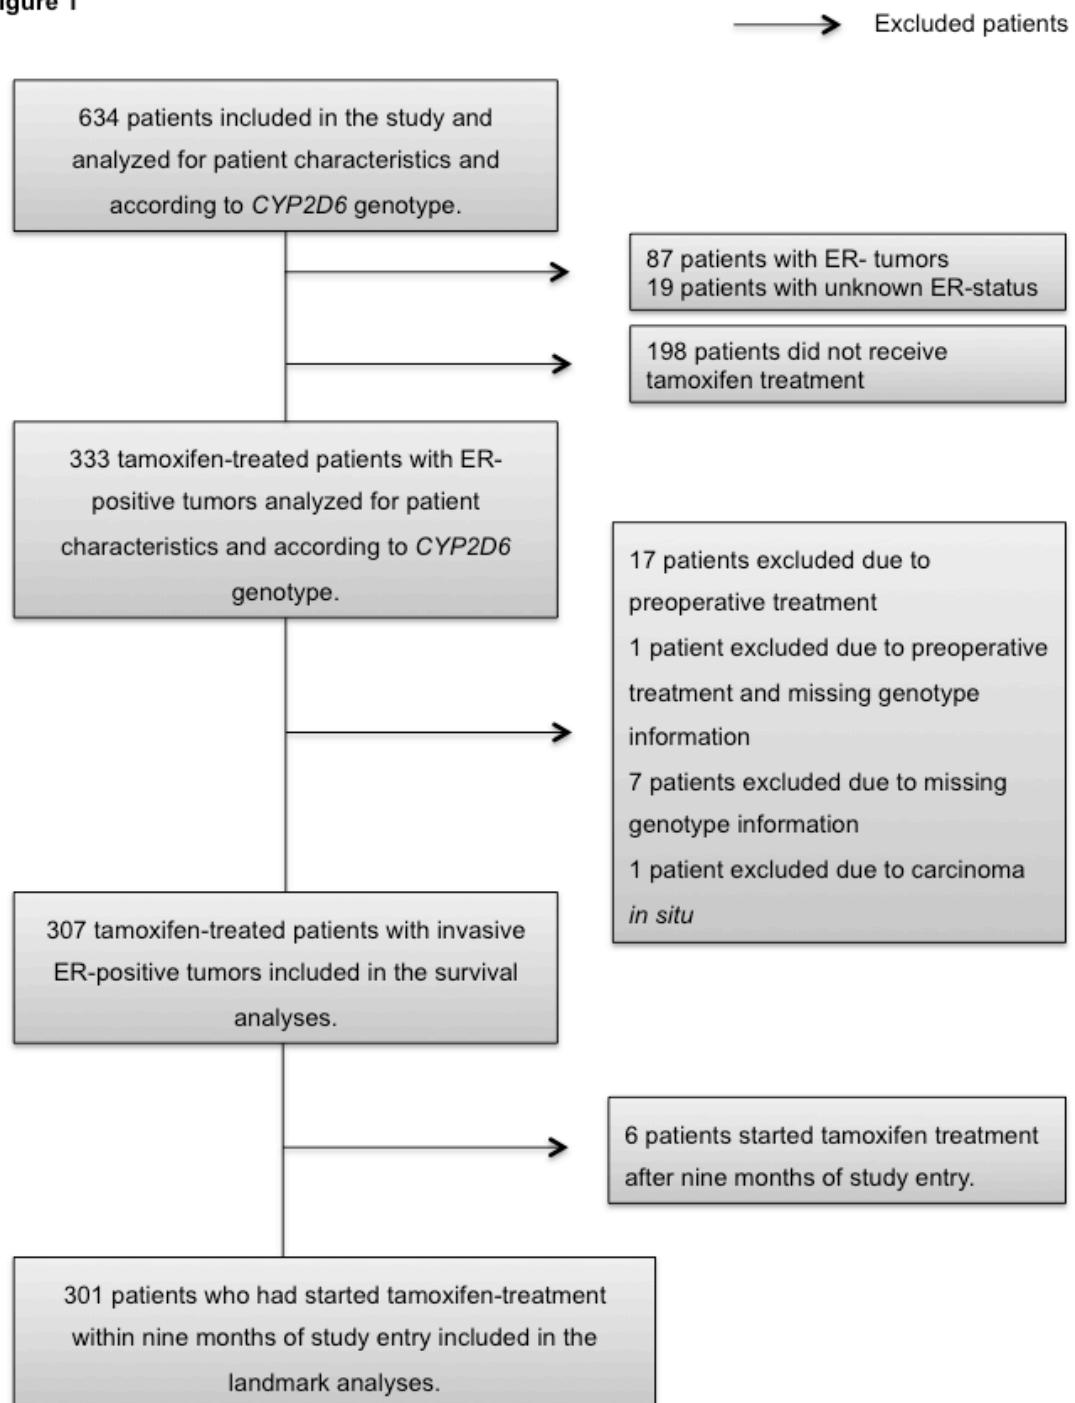 igure 1
Excluded patients
634 patients included in the study and
analyzed for patient characteristics and
according to CYP2D6 genotype.
87 patients with ER- tumors
19 patients with unknown ER-status
198 patients did not receive
tamoxifen treatment
333 tamoxifen-treated patients with ER-
positive tumors analyzed for patient
characteristics and according to CYP2D6
genotype.
17 patients excluded due to
preoperative treatment
1 patient excluded due to preoperative
treatment and missing genotype
information
7 patients excluded due to missing
genotype information
1 patient excluded due to carcinoma
in situ
307 tamoxifen-treated patients with invasive
ER-positive tumors included in the survival
analyses.
6 patients started tamoxifen treatment
after nine months of study entry.
301 patients who had started tamoxifen-treatment
within nine months of study entry included in the
landmark analyses.